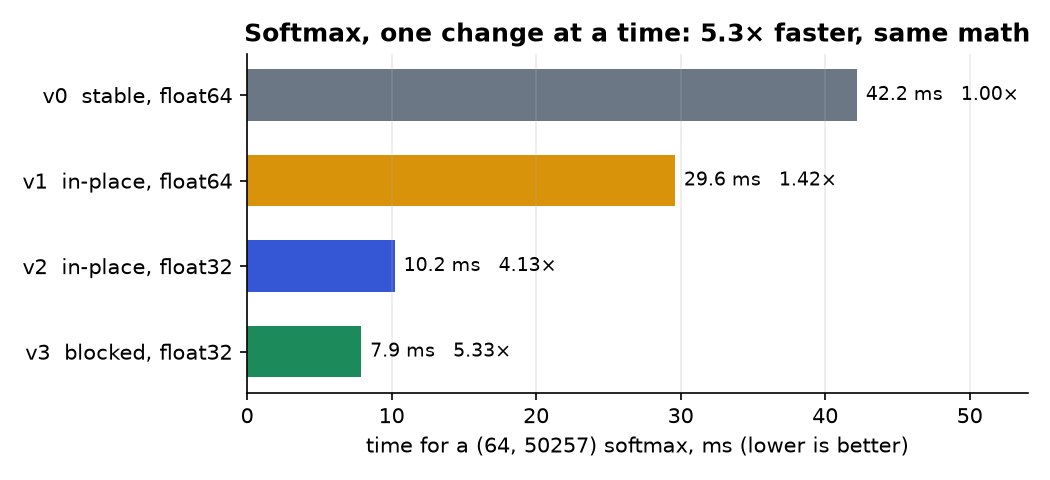 Softmax, one change at a time: 5.3× faster, same math
v0  stable, float64
42.2 ms   1.00×
v1  in-place, float64
29.6 ms   1.42×
v2  in-place, float32
10.2 ms   4.13×
v3  blocked, float32
7.9 ms   5.33×
0 10 20 30 40 50
time for a (64, 50257) softmax, ms (lower is better)